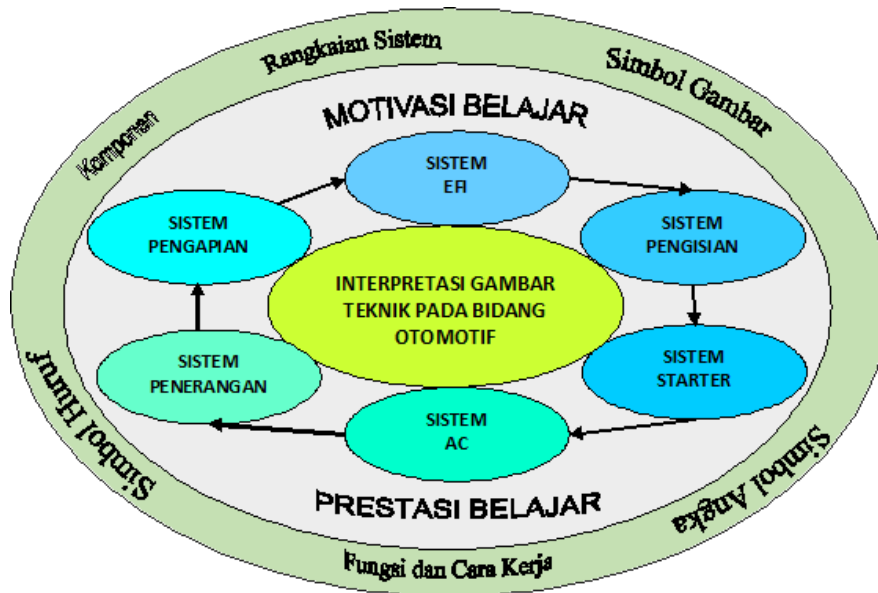 Rangkaian Sistem
Simbol Gambar
Komponen
MOTIVASI BELAJAR
SISTEM
EFI
SISTEM
PENGAPIAN
SISTEM
PENGISIAN
INTERPRETASI GAMBAR
TEKNIK PADA BIDANG
OTOMOTIF
SISTEM
PENERANGAN
SISTEM
STARTER
SISTEM
AC
PRESTASI BELAJAR
Simbol Huruf
Simbol Angka
Fungsi dan Cara Kerja